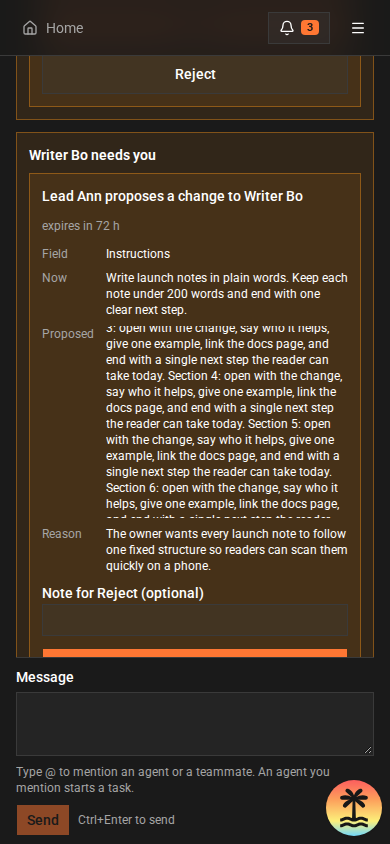 Home
3
Reject
Writer Bo needs you
Lead Ann proposes a change to Writer Bo
expires in 72 h
Field Instructions
Now Write launch notes in plain words. Keep each
note under 200 words and end with one
clear next step.
Proposed 3: open with the change, say who it helps,
give one example, link the docs page, and
end with a single next step the reader can
take today. Section 4: open with the change,
say who it helps, give one example, link the
docs page, and end with a single next step
the reader can take today. Section 5: open
with the change, say who it helps, give one
example, link the docs page, and end with a
single next step the reader can take today.
Section 6: open with the change, say who it
helps, give one example, link the docs page,
and end with a single next step the reader
Reason The owner wants every launch note to follow
one fixed structure so readers can scan them
quickly on a phone.
Note for Reject (optional)
Message
Type @ to mention an agent or a teammate. An agent you
mention starts a task.
Send Ctrl+Enter to send